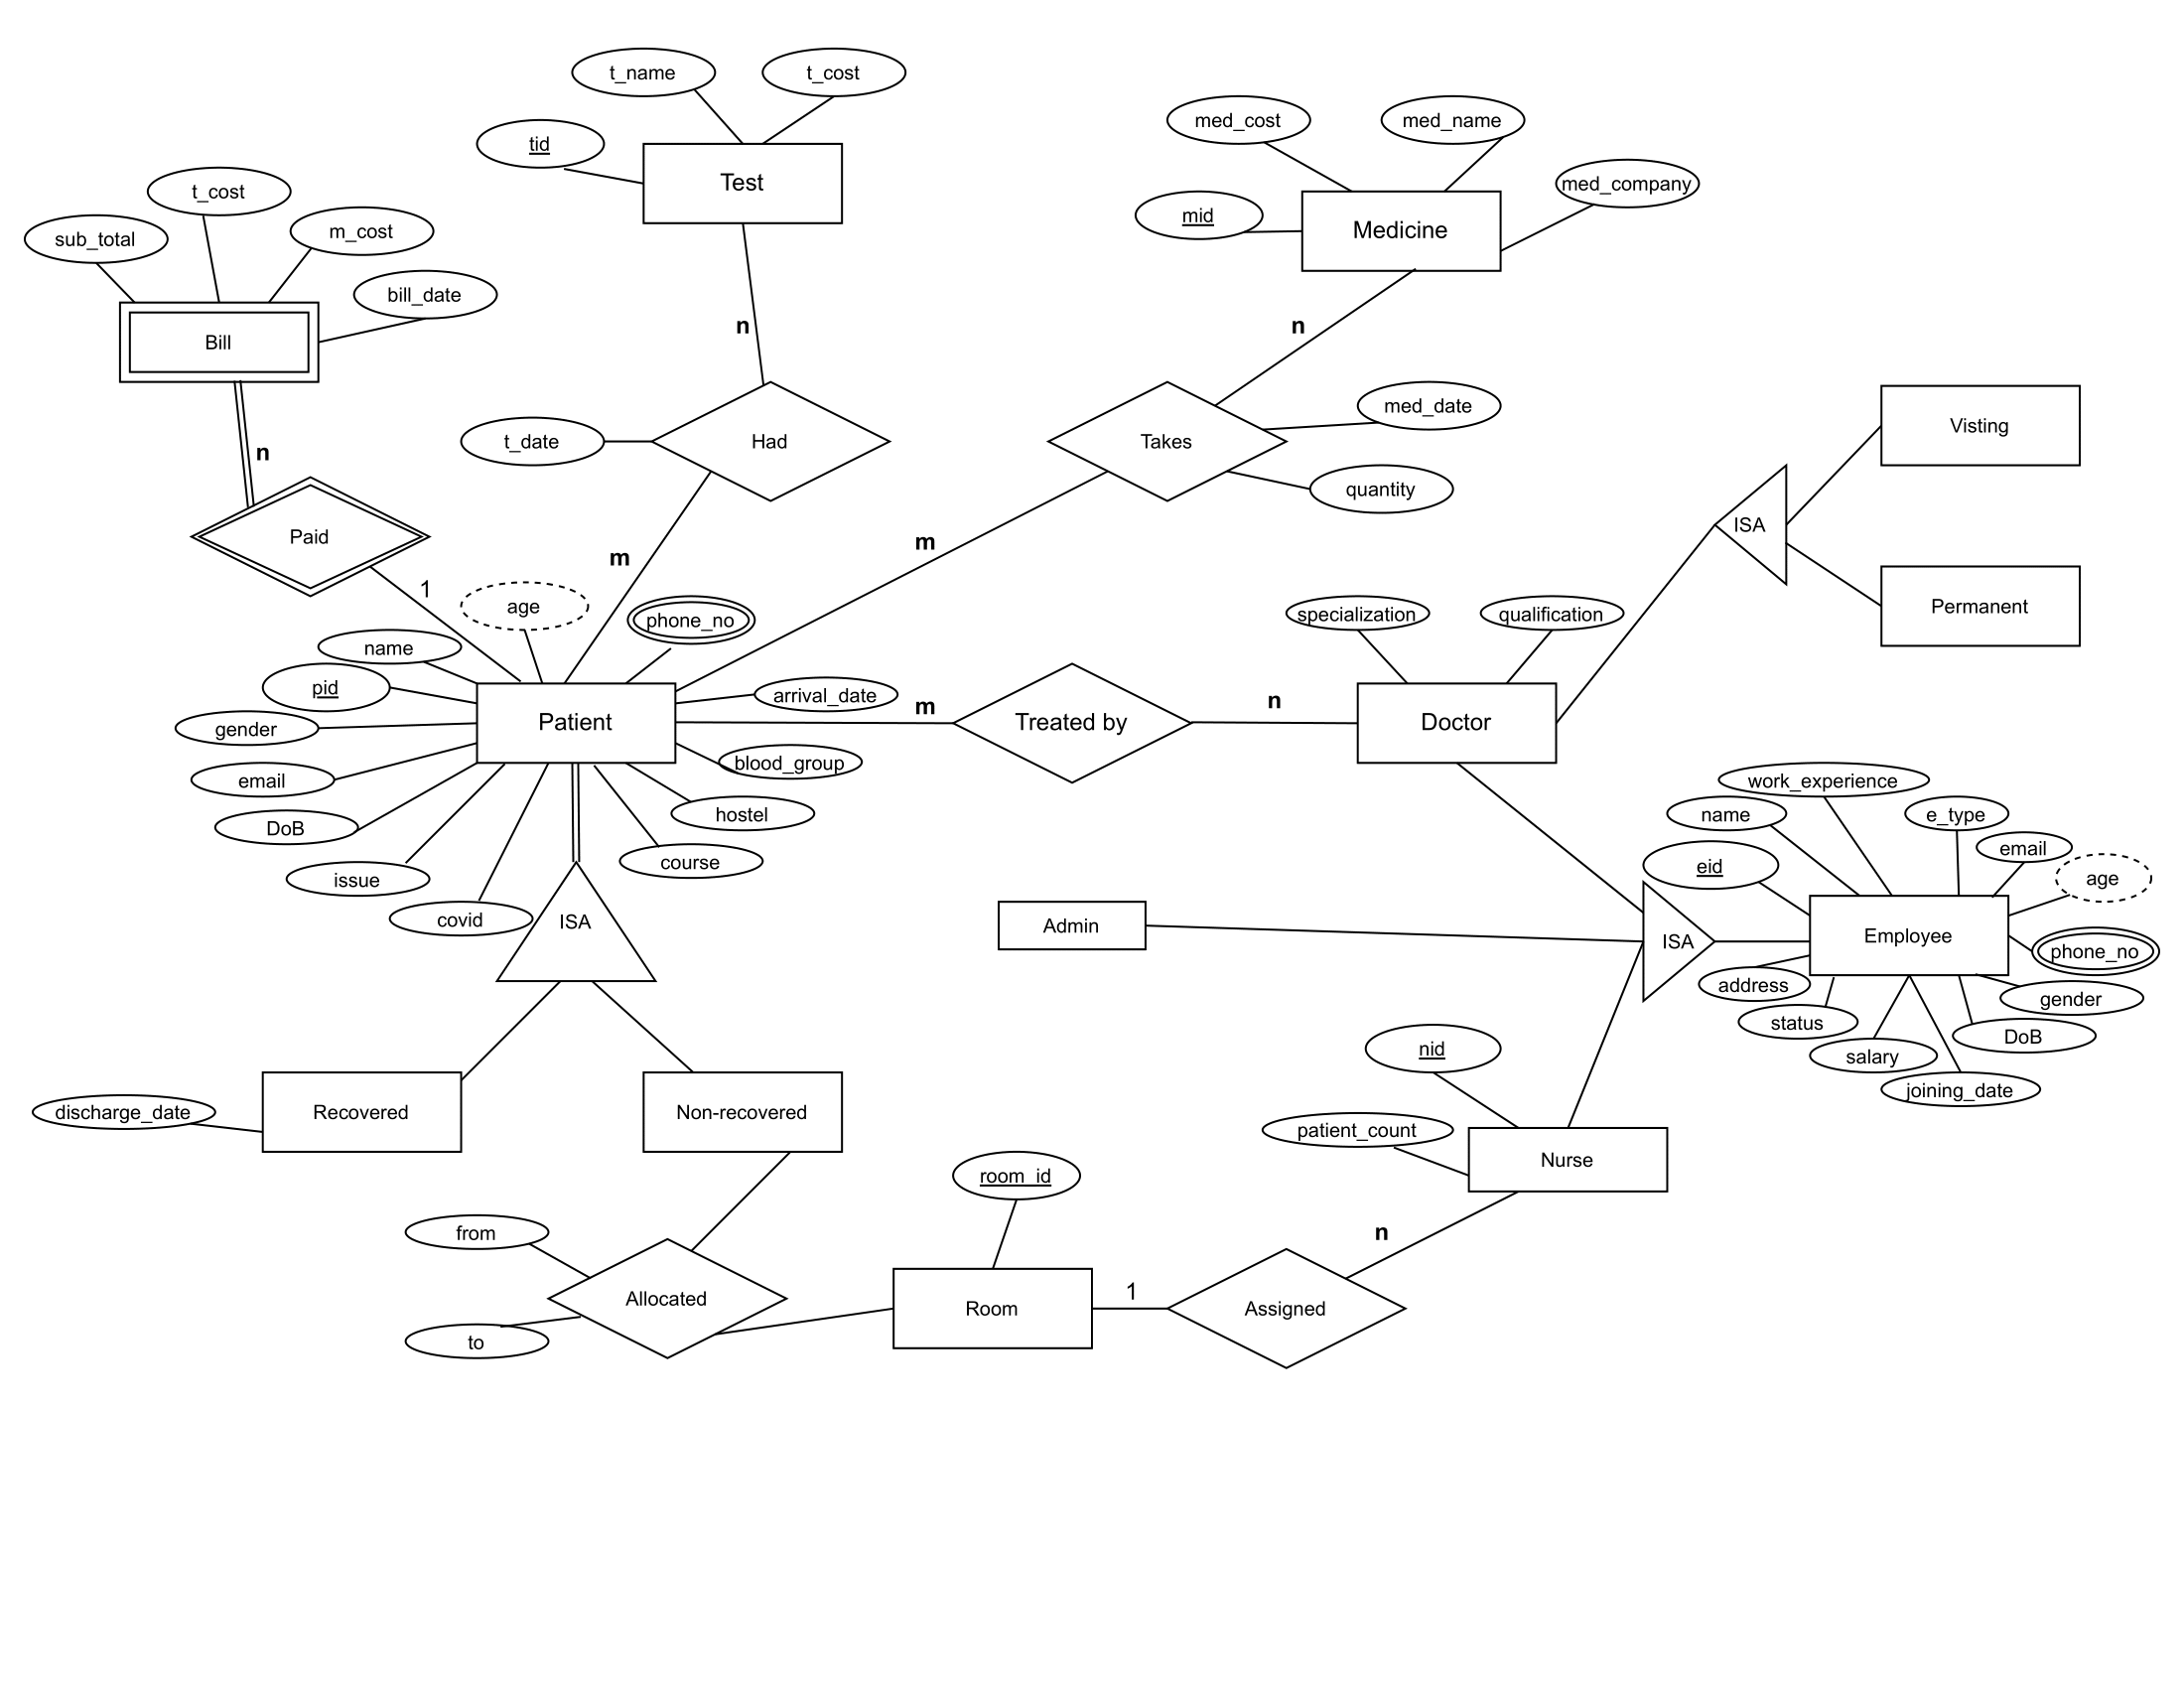 t_name
t_cost
tid
Test
med_cost
med_name
med_company
mid
Medicine
t_cost
sub_total
m_cost
bill_date
Bill
n
n
n
t_date
Had
Takes
med_date
quantity
Visting
Paid
ISA
m
m
1
age
phone_no
specialization
qualification
Permanent
name
pid
gender
Patient
arrival_date
m
Treated by
n
Doctor
email
blood_group
DoB
hostel
issue
course
covid
ISA
work_experience
name
e_type
email
eid
age
Admin
ISA
Employee
phone_no
address
gender
status
DoB
salary
joining_date
nid
discharge_date
Recovered
Non-recovered
patient_count
Nurse
room_id
from
n
Allocated
Room
1
Assigned
to